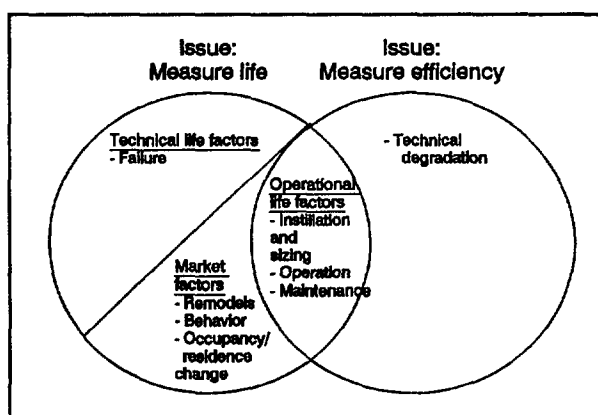 Issue:
Measure life
Issue:
Measure efficiency
Technical life factors
- Failure
- Technical
degradation
Operational
life factors
- Instillation
and
sizing
- Operation
- Maintenance
Market
factors
- Remodels
- Behavior
- Occupancy/
residence
change